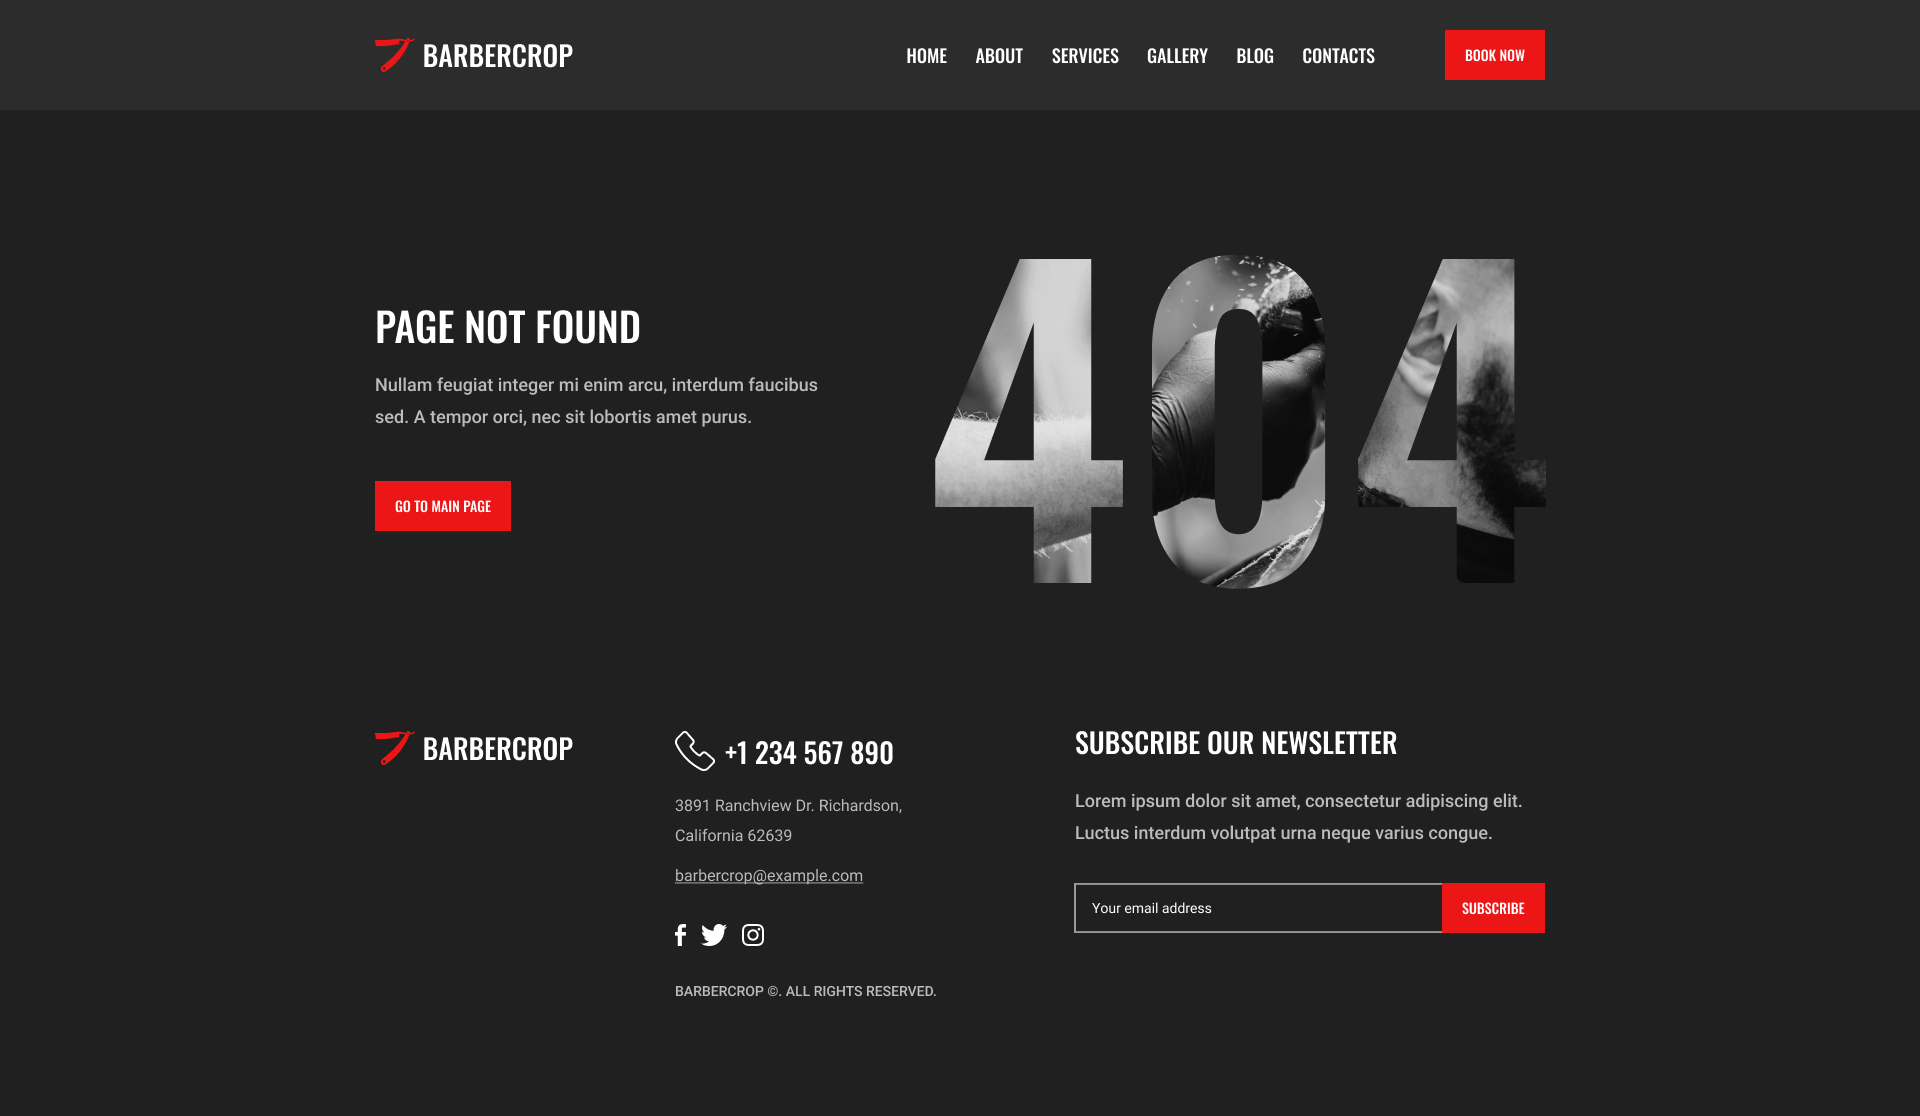 BARBERCROP
HOME ABOUT SERVICES GALLERY BLOG CONTACTS
BOOK NOW
PAGE NOT FOUND
Nullam feugiat integer mi enim arcu, interdum faucibus
sed. A tempor orci, nec sit lobortis amet purus.
GO TO MAIN PAGE
404
BARBERCROP
+1 234 567 890
3891 Ranchview Dr. Richardson,
California 62639
barbercrop@example.com
BARBERCROP ©. ALL RIGHTS RESERVED.
SUBSCRIBE OUR NEWSLETTER
Lorem ipsum dolor sit amet, consectetur adipiscing elit.
Luctus interdum volutpat urna neque varius congue.
Your email address
SUBSCRIBE